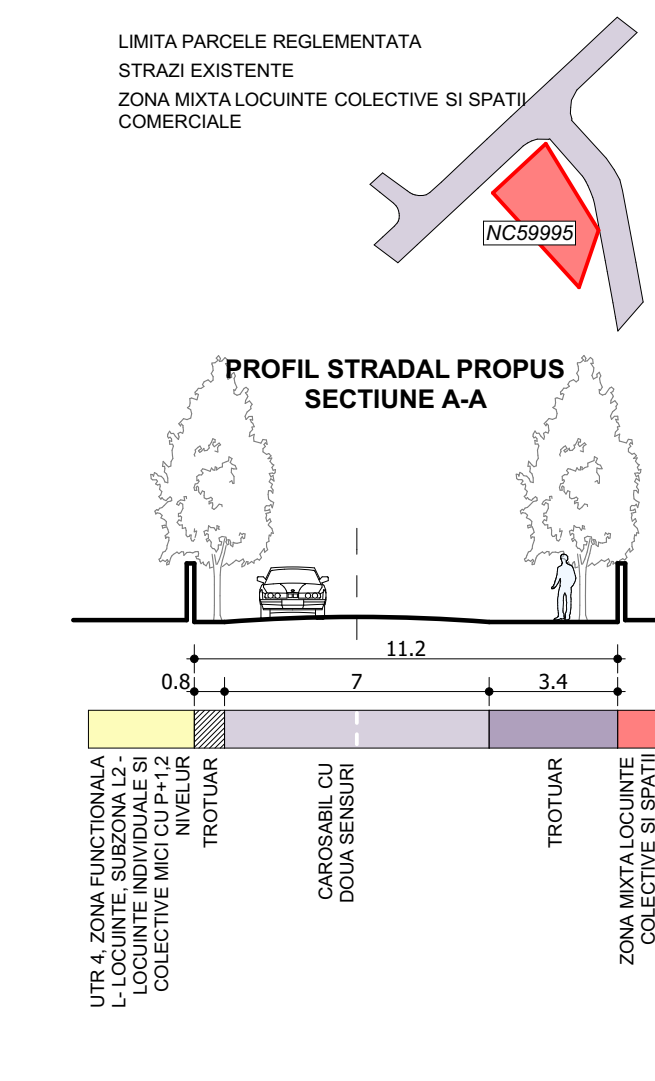 LIMITA PARCELE REGLEMENTATA
STRAZI EXISTENTE
ZONA MIXTA LOCUINTE COLECTIVE SI SPATII
COMERCIALE
NC59995
PROFIL STRADAL PROPUS
SECTIUNE A-A
11.2
0.8
7
3.4
UTR 4, ZONA FUNCTIONALA
L- LOCUINTE, SUBZONA L2 -
LOCUINTE INDIVIDUALE SI
COLECTIVE MICI CU P+1,2
NIVELUR
TROTUAR
CAROSABIL CU
DOUA SENSURI
TROTUAR
ZONA MIXTA LOCUINTE
COLECTIVE SI SPATII